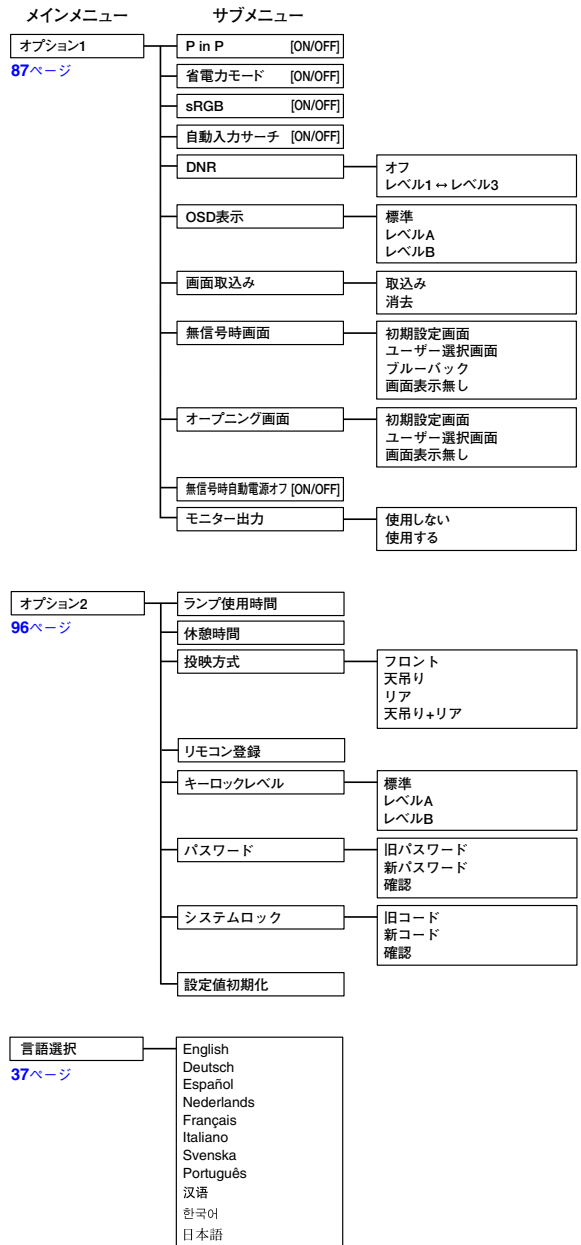 メインメニュー サブメニュー
オプション1
87ページ
P in P [ON/OFF]
省電力モード [ON/OFF]
sRGB [ON/OFF]
自動入力サーチ [ON/OFF]
DNR
オフ
レベル1 ↔ レベル3
OSD表示
標準
レベルA
レベルB
画面取込み
取込み
消去
無信号時画面
初期設定画面
ユーザー選択画面
ブルーバック
画面表示無し
オープニング画面
初期設定画面
ユーザー選択画面
画面表示無し
無信号時自動電源オフ [ON/OFF]
モニター出力
使用しない
使用する
オプション2
96ページ
ランプ使用時間
休憩時間
投映方式
フロント
天吊り
リア
天吊り+リア
リモコン登録
キーロックレベル
標準
レベルA
レベルB
パスワード
旧パスワード
新パスワード
確認
システムロック
旧コード
新コード
確認
設定値初期化
言語選択
37ページ
English
Deutsch
Español
Nederlands
Français
Italiano
Svenska
Português
汉语
한국어
日本語